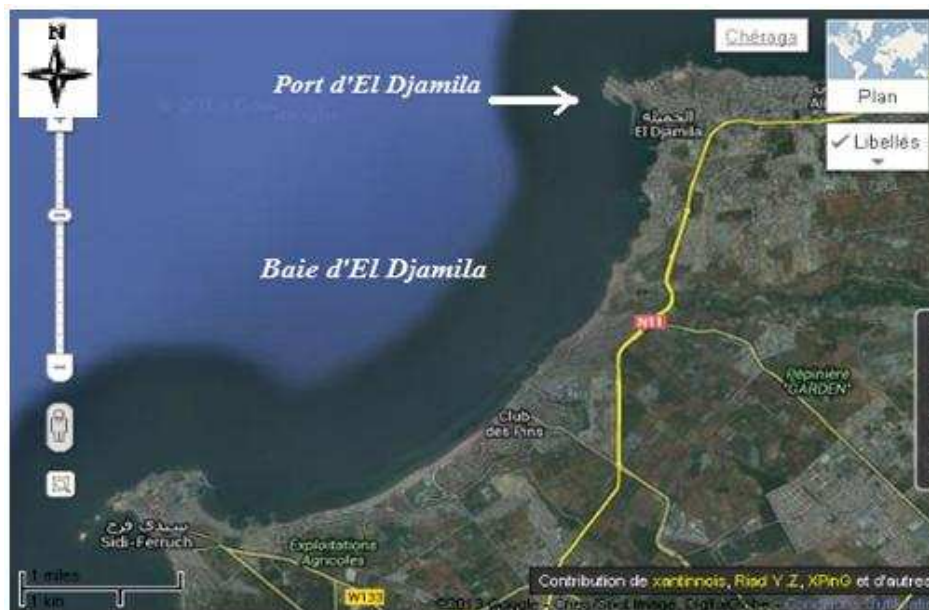 N
Chéraga
Port d'El Djamila
Plan
الجميلة
El Djamila
✓ Libellés
Baie d'El Djamila
N11
Pépinière
"GARDEN"
Club
des Pins
سيدي فرج
Sidi-Ferruch
Exploitations
Agricoles
W133
1 miles
1 km
Contribution de xantinnois, Riad Y.Z, XPinG et d'autres
©2013 Google -